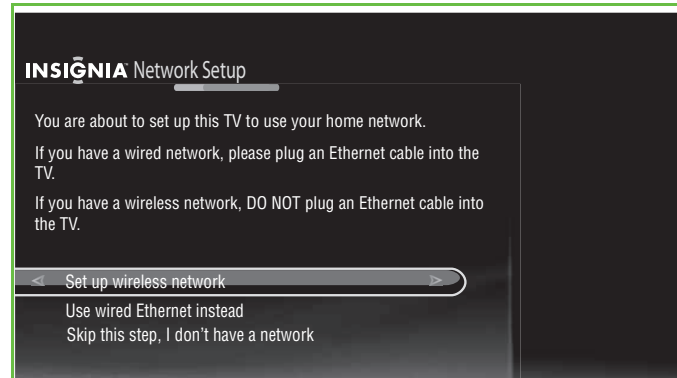 INSIGNIA Network Setup
You are about to set up this TV to use your home network.
If you have a wired network, please plug an Ethernet cable into the
TV.
If you have a wireless network, DO NOT plug an Ethernet cable into
the TV.
Set up wireless network
Use wired Ethernet instead
Skip this step, I don't have a network